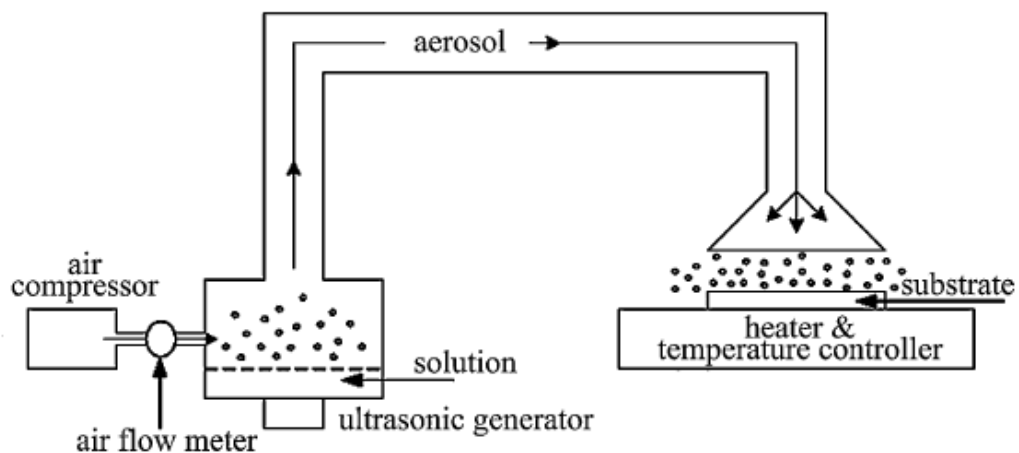 aerosol
air
compressor
substrate
heater &
temperature controller
solution
ultrasonic generator
air flow meter